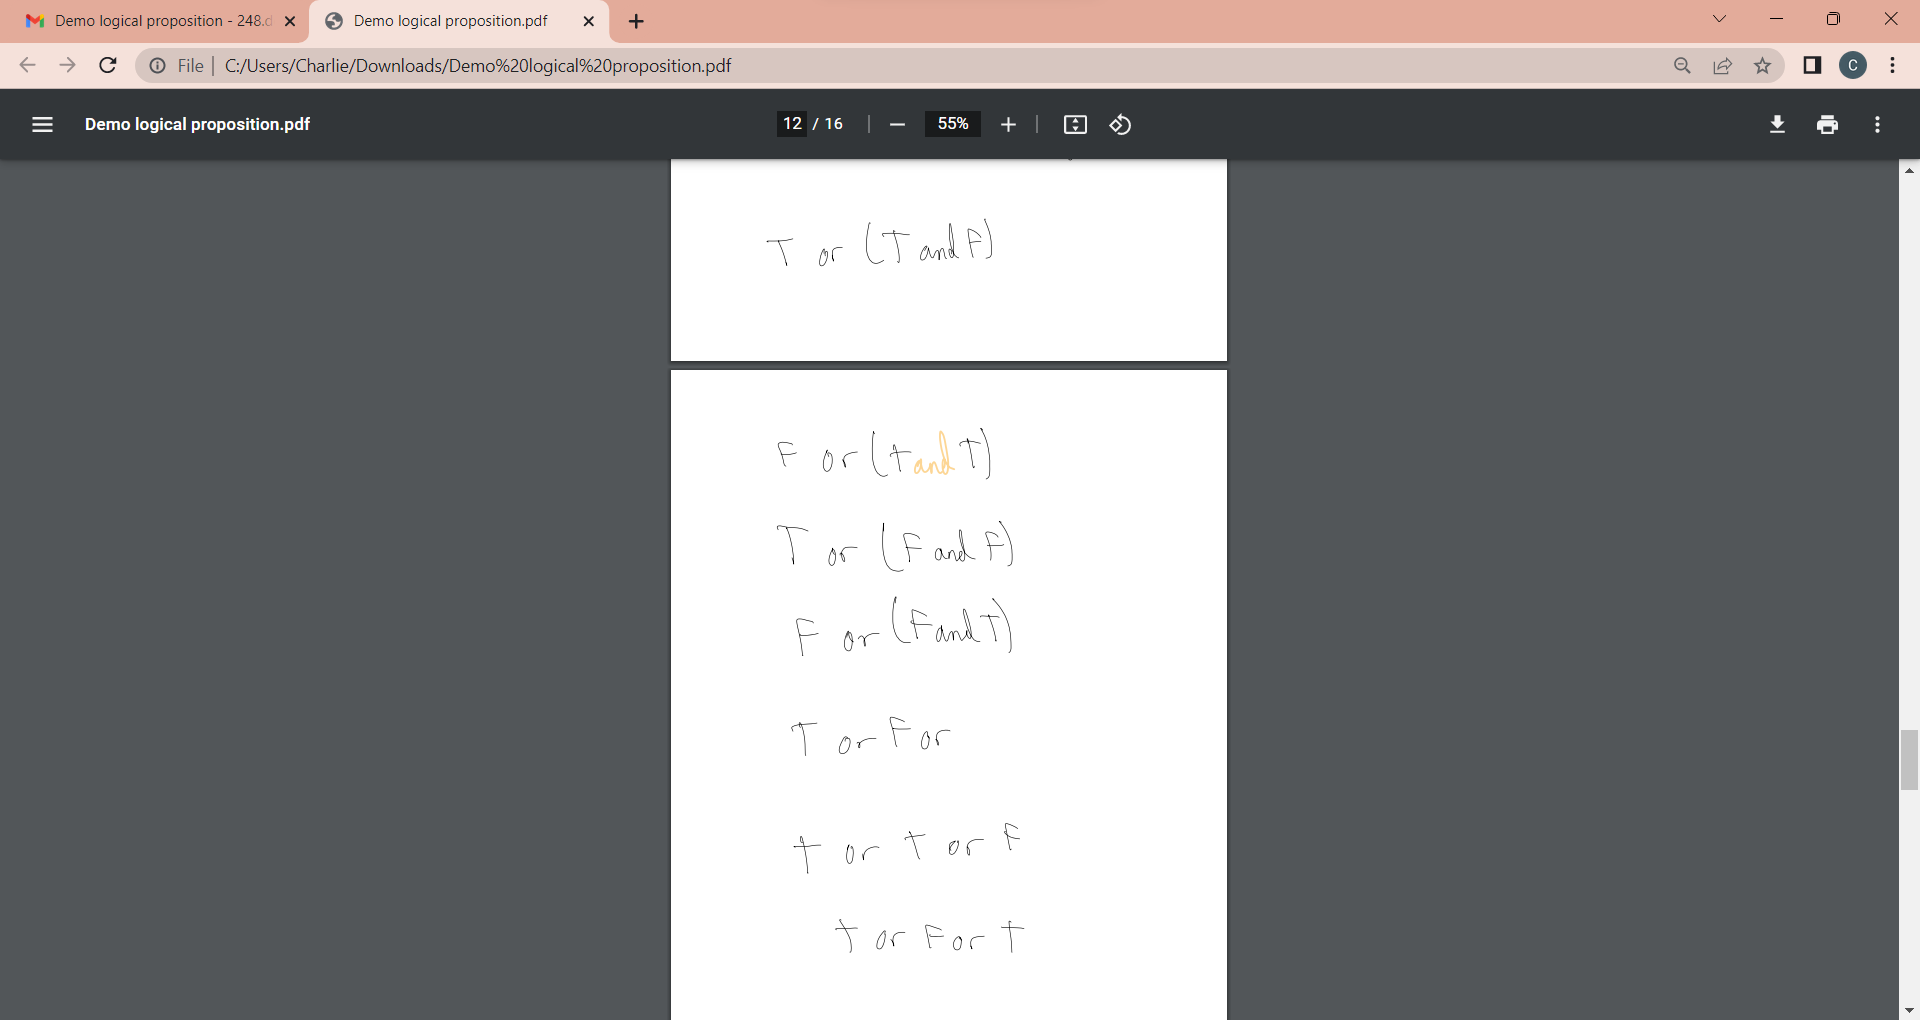 Demo logical proposition - 248.d
Demo logical proposition.pdf
File
C:/Users/Charlie/Downloads/Demo%20logical%20proposition.pdf
C
Demo logical proposition.pdf
12 / 16
55%
T or (T and F)
F or (t and T)
T or (F and F)
F or (F and T)
T or F or
t or t or F
t or F or t